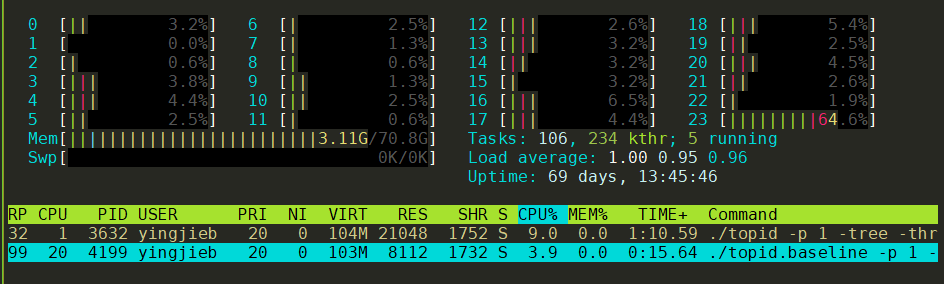 0 [|| 3.2%] 6 [| 2.5%] 12 [||| 2.6%] 18 [||| 5.4%]
1 [ 0.0%] 7 [| 1.3%] 13 [||| 3.2%] 19 [|| 2.5%]
2 [| 0.6%] 8 [| 0.6%] 14 [|| 3.2%] 20 [||| 4.5%]
3 [||| 3.8%] 9 [|| 1.3%] 15 [| 3.2%] 21 [|| 2.6%]
4 [||| 4.4%] 10 [|| 2.5%] 16 [||| 6.5%] 22 [| 1.9%]
5 [|| 2.5%] 11 [| 0.6%] 17 [|| 4.4%] 23 [||||||||||64.6%]
Mem[||||||||||||||||||||||||3.11G/70.8G] Tasks: 106, 234 kthr; 5 running
Swp[ 0K/0K] Load average: 1.00 0.95 0.96
Uptime: 69 days, 13:45:46
RP CPU PID USER PRI NI VIRT RES SHR S CPU% MEM% TIME+ Command
32 1 3632 yingjieb 20 0 104M 21048 1752 S 9.0 0.0 1:10.59 ./topid -p 1 -tree -thr
99 20 4199 yingjieb 20 0 103M 8112 1732 S 3.9 0.0 0:15.64 ./topid.baseline -p 1 -